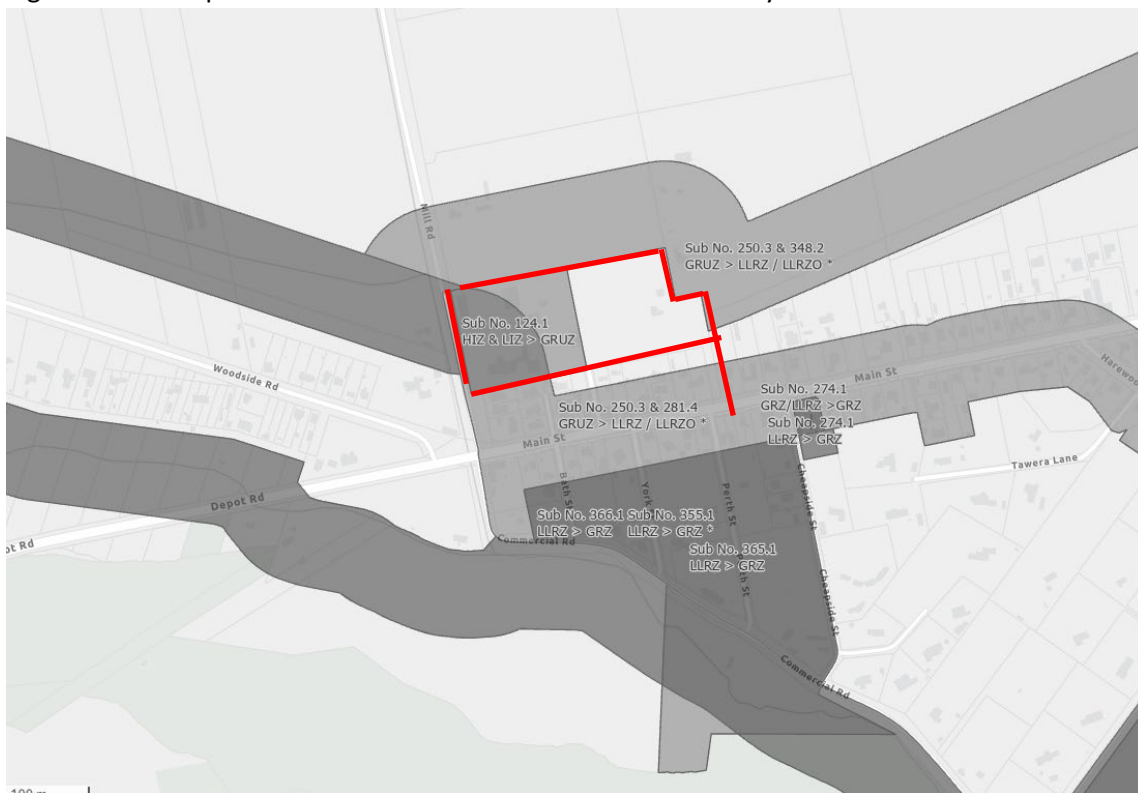 Mill Rd
Sub No. 250.3 & 348.2
GRUZ > LLRZ / LLRZO *
Sub No. 124.1
HIZ & LIZ > GRUZ
Woodside Rd
Main St
Sub No. 274.1
GRZ/LLRZ >GRZ
Sub No. 274.1
LLRZ > GRZ
Sub No. 250.3 & 281.4
GRUZ > LLRZ / LLRZO *
Main St
Tawera Lane
Depot Rd
Bath St
York
Perth St
Cheapside St
Sub No. 366.1
LLRZ > GRZ
Sub No. 355.1
LLRZ > GRZ *
Commercial Rd
Sub No. 365.1
LLRZ > GRZ
Cheapside St
Commercial Rd